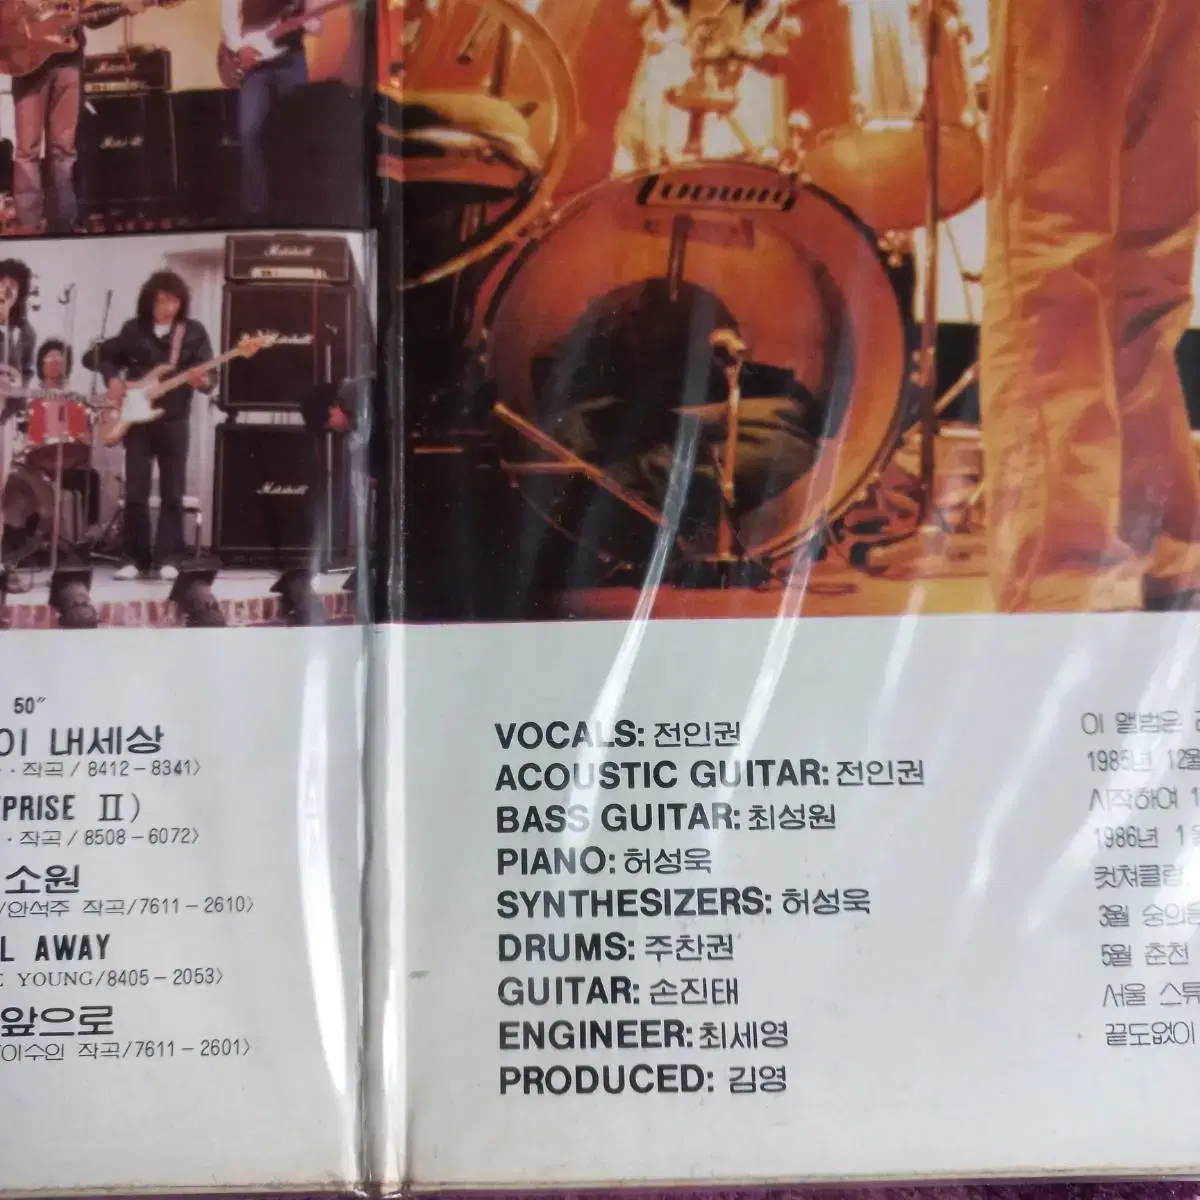 Marshall
Marshall
Ludwig
Marshall
Marshall
Marshall
50″
이 내세상
· · 작곡 / 8412-8341〉
PRISE Ⅱ)
· · 작곡 / 8508-6072〉
소원
/안석주 작곡/7611-2610〉
L AWAY
E YOUNG/8405-2053〉
앞으로
이수인 작곡/7611-2601〉
VOCALS: 전인권
ACOUSTIC GUITAR: 전인권
BASS GUITAR: 최성원
PIANO: 허성욱
SYNTHESIZERS: 허성욱
DRUMS: 주찬권
GUITAR: 손진태
ENGINEER: 최세영
PRODUCED: 김영
이 앨범은
1985년 12월
시작하여 1
1986년 1
컷쳐클럽
3월 숭의
5월 춘천
서울 스튜
끝도없이